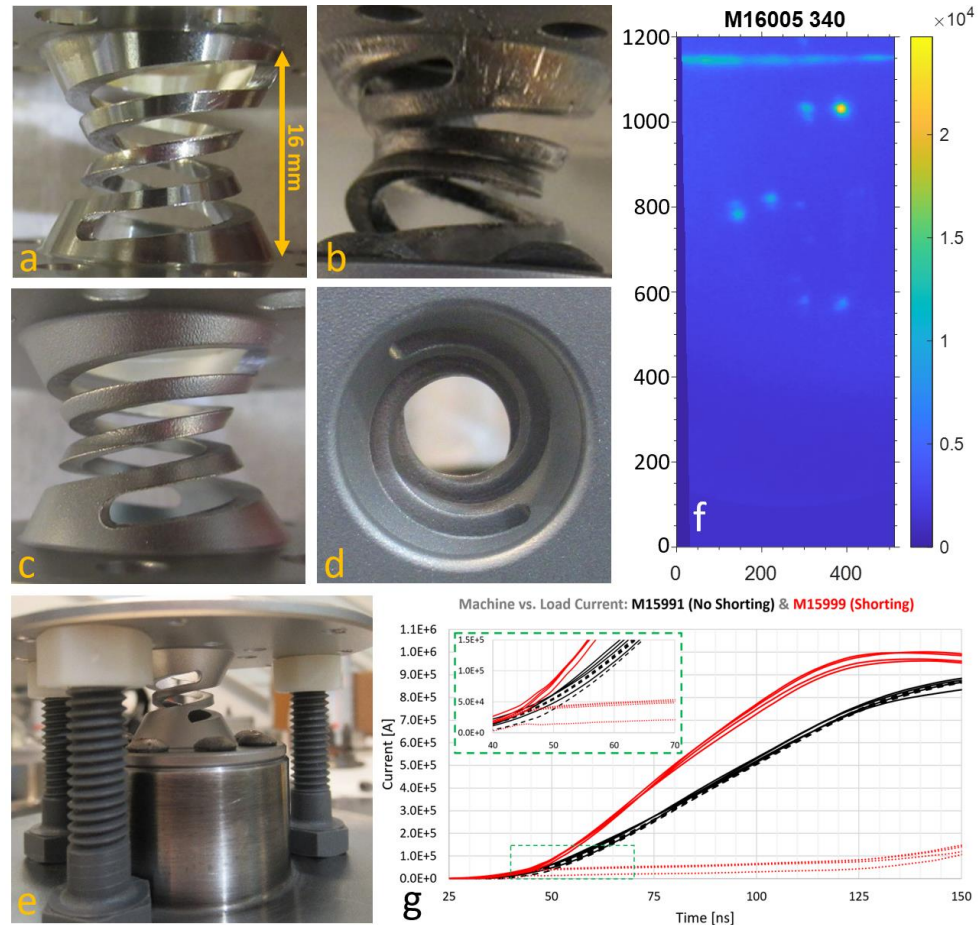 16 mm
a
b
M16005 340
×10⁴
1200
1000
800
600
400
200
0
0
200
400
2
1.5
1
0.5
0
f
c
d
e
g
Machine vs. Load Current: M15991 (No Shorting) & M15999 (Shorting)
Current [A]
1.1E+6
1.0E+6
9.0E+5
8.0E+5
7.0E+5
6.0E+5
5.0E+5
4.0E+5
3.0E+5
2.0E+5
1.0E+5
0.0E+0
25
50
75
100
125
150
Time [ns]
1.5E+5
1.0E+5
5.0E+4
0.0E+0
40
50
60
70